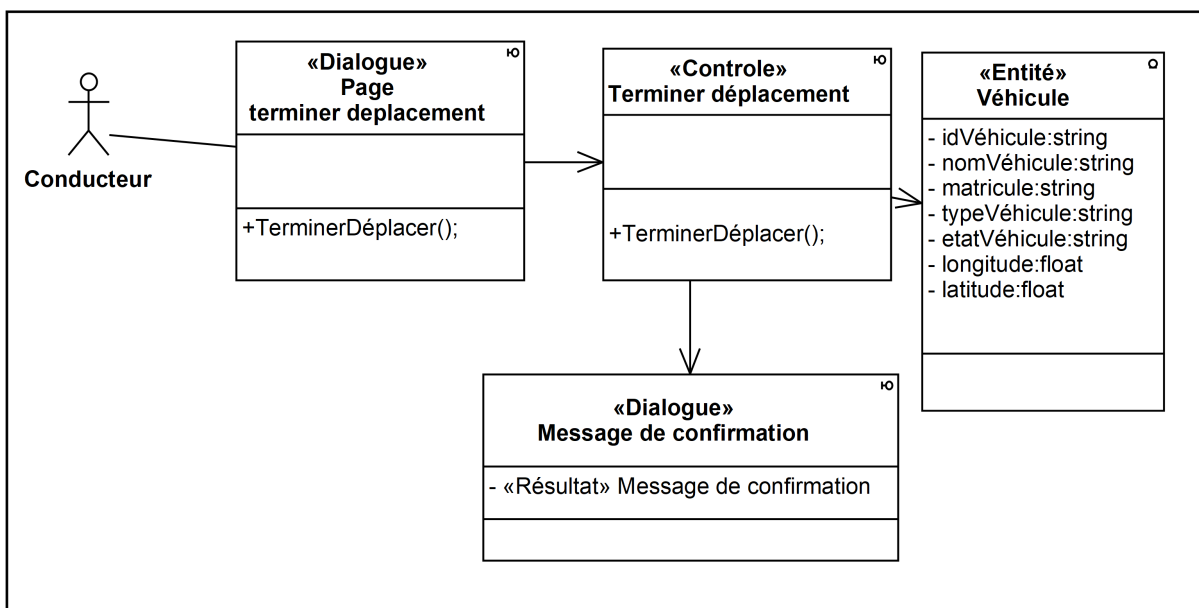 Conducteur
«Dialogue»
Page
terminer deplacement
+TerminerDéplacer();
«Controle»
Terminer déplacement
+TerminerDéplacer();
«Entité»
Véhicule
- idVéhicule:string
- nomVéhicule:string
- matricule:string
- typeVéhicule:string
- etatVéhicule:string
- longitude:float
- latitude:float
«Dialogue»
Message de confirmation
- «Résultat» Message de confirmation